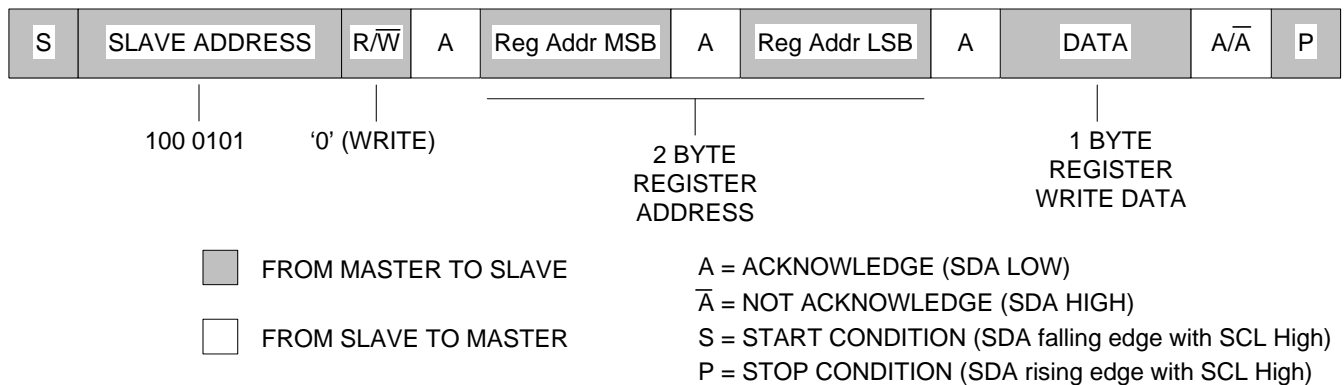 S SLAVE ADDRESS R/W̅ A Reg Addr MSB A Reg Addr LSB A DATA A/A̅ P
100 0101 ‘0’ (WRITE)
2 BYTE
REGISTER
ADDRESS
1 BYTE
REGISTER
WRITE DATA
FROM MASTER TO SLAVE
FROM SLAVE TO MASTER
A = ACKNOWLEDGE (SDA LOW)
A̅ = NOT ACKNOWLEDGE (SDA HIGH)
S = START CONDITION (SDA falling edge with SCL High)
P = STOP CONDITION (SDA rising edge with SCL High)